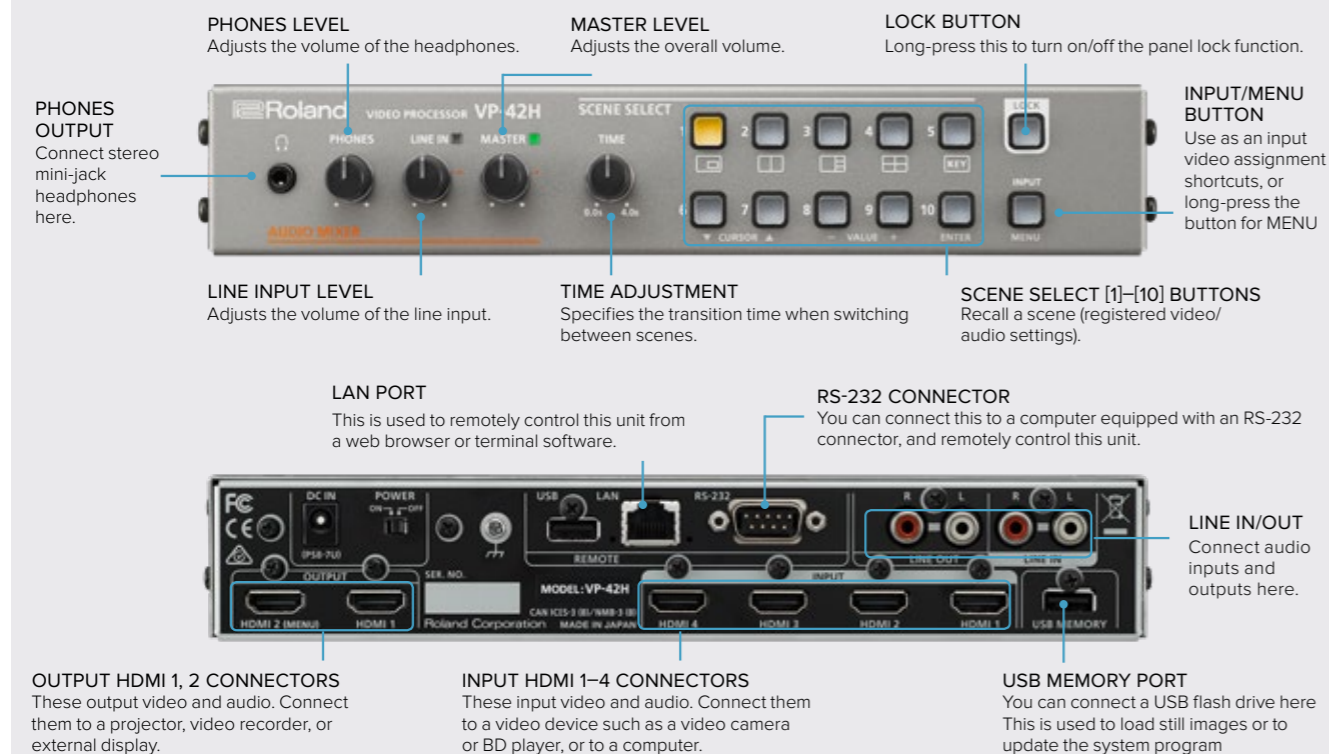 PHONES LEVEL
Adjusts the volume of the headphones.
MASTER LEVEL
Adjusts the overall volume.
LOCK BUTTON
Long-press this to turn on/off the panel lock function.
PHONES
OUTPUT
Connect stereo
mini-jack
headphones
here.
Roland VIDEO PROCESSOR VP-42H
PHONES LINE IN MASTER
AUDIO MIXER
SCENE SELECT
TIME
0.0s 4.0s
1 2 3 4 5
KEY
6 7 8 9 10
▼ CURSOR ▲ − VALUE + ENTER
LOCK
INPUT
MENU
INPUT/MENU
BUTTON
Use as an input
video assignment
shortcuts, or
long-press the
button for MENU
LINE INPUT LEVEL
Adjusts the volume of the line input.
TIME ADJUSTMENT
Specifies the transition time when switching
between scenes.
SCENE SELECT [1]–[10] BUTTONS
Recall a scene (registered video/
audio settings).
LAN PORT
This is used to remotely control this unit from
a web browser or terminal software.
RS-232 CONNECTOR
You can connect this to a computer equipped with an RS-232
connector, and remotely control this unit.
FC
CE
DC IN
(PSB-7U)
POWER
ON OFF
USB LAN RS-232
REMOTE
R L R L
LINE OUT LINE IN
OUTPUT
HDMI 2 (MENU) HDMI 1
SER. NO.
MODEL: VP-42H
CAN ICES-3 (B)/NMB-3 (B)
Roland Corporation MADE IN JAPAN
INPUT
HDMI 4 HDMI 3 HDMI 2 HDMI 1
USB MEMORY
LINE IN/OUT
Connect audio
inputs and
outputs here.
OUTPUT HDMI 1, 2 CONNECTORS
These output video and audio. Connect
them to a projector, video recorder, or
external display.
INPUT HDMI 1–4 CONNECTORS
These input video and audio. Connect them
to a video device such as a video camera
or BD player, or to a computer.
USB MEMORY PORT
You can connect a USB flash drive here
This is used to load still images or to
update the system program